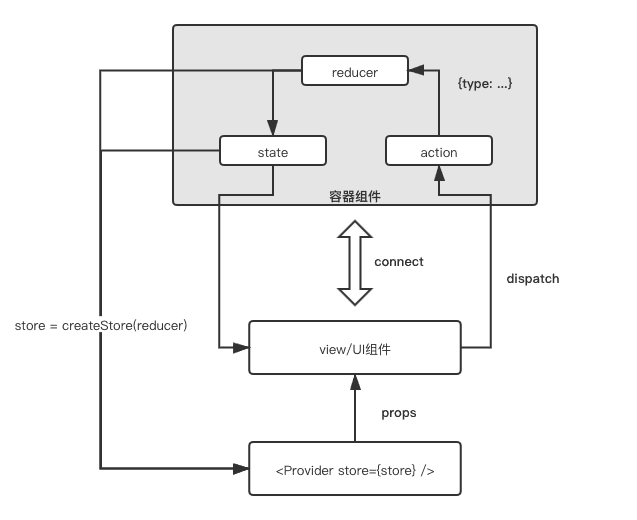 reducer
{type: ...}
state
action
容器组件
connect
dispatch
store = createStore(reducer)
view/UI组件
props
<Provider store={store} />